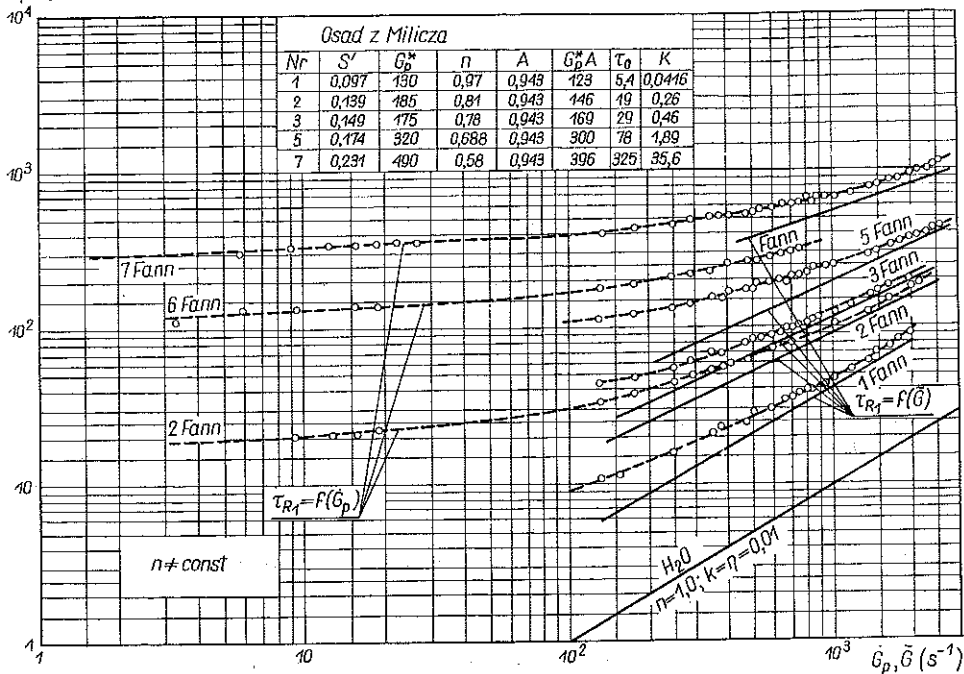 10⁴
Osad z Milicza
Nr S' G*p n A G*pA τ₀ K
1 0,097 130 0,97 0,943 123 5,4 0,0416
2 0,139 185 0,81 0,943 146 19 0,26
3 0,149 175 0,78 0,943 169 29 0,46
5 0,174 320 0,688 0,943 300 78 1,89
7 0,231 490 0,58 0,943 396 325 35,6
10³
7 Fann
Fann
5 Fann
6 Fann
3 Fann
10²
2 Fann
1 Fann
2 Fann
τR1=f(G̃)
τR1=f(Ġp)
10
n≠const
H₂O
n=1,0; k=η=0,01
1
1 10 10² 10³
Ġp, G̃ (s⁻¹)